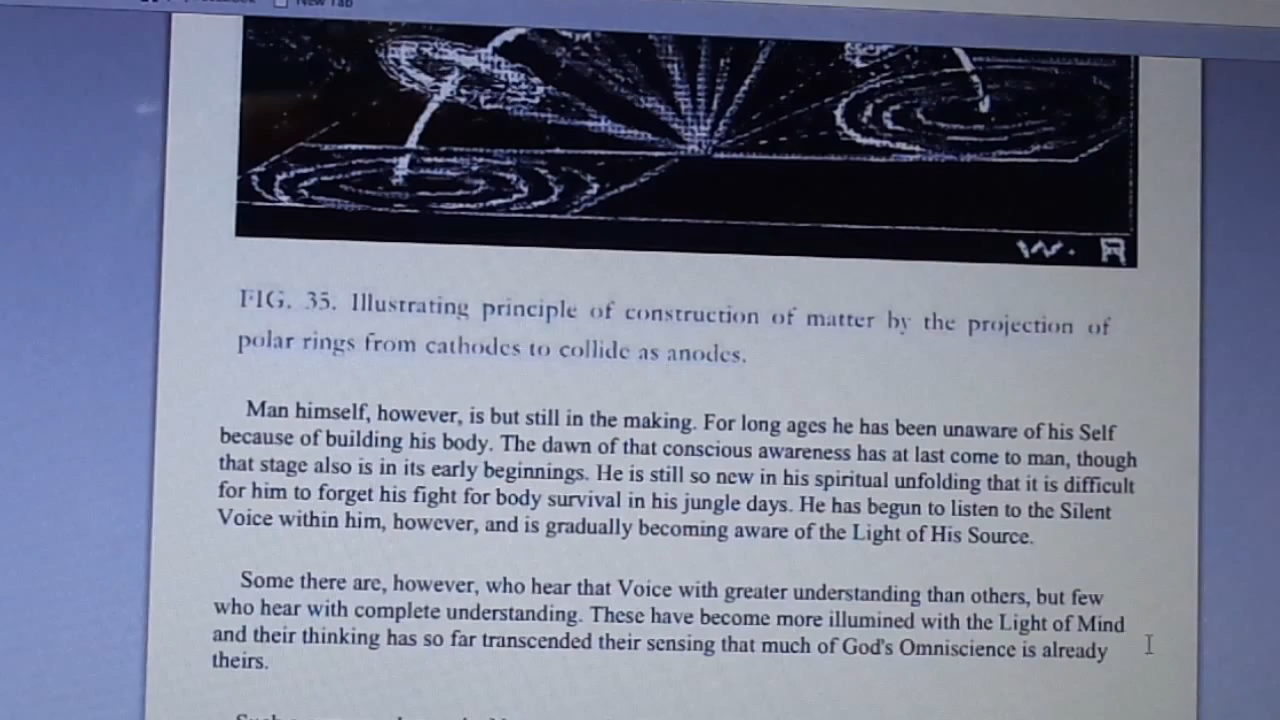 New Tab
W. R
FIG. 35. Illustrating principle of construction of matter by the projection of
polar rings from cathodes to collide as anodes.
Man himself, however, is but still in the making. For long ages he has been unaware of his Self
because of building his body. The dawn of that conscious awareness has at last come to man, though
that stage also is in its early beginnings. He is still so new in his spiritual unfolding that it is difficult
for him to forget his fight for body survival in his jungle days. He has begun to listen to the Silent
Voice within him, however, and is gradually becoming aware of the Light of His Source.
Some there are, however, who hear that Voice with greater understanding than others, but few
who hear with complete understanding. These have become more illumined with the Light of Mind
and their thinking has so far transcended their sensing that much of God's Omniscience is already
theirs.